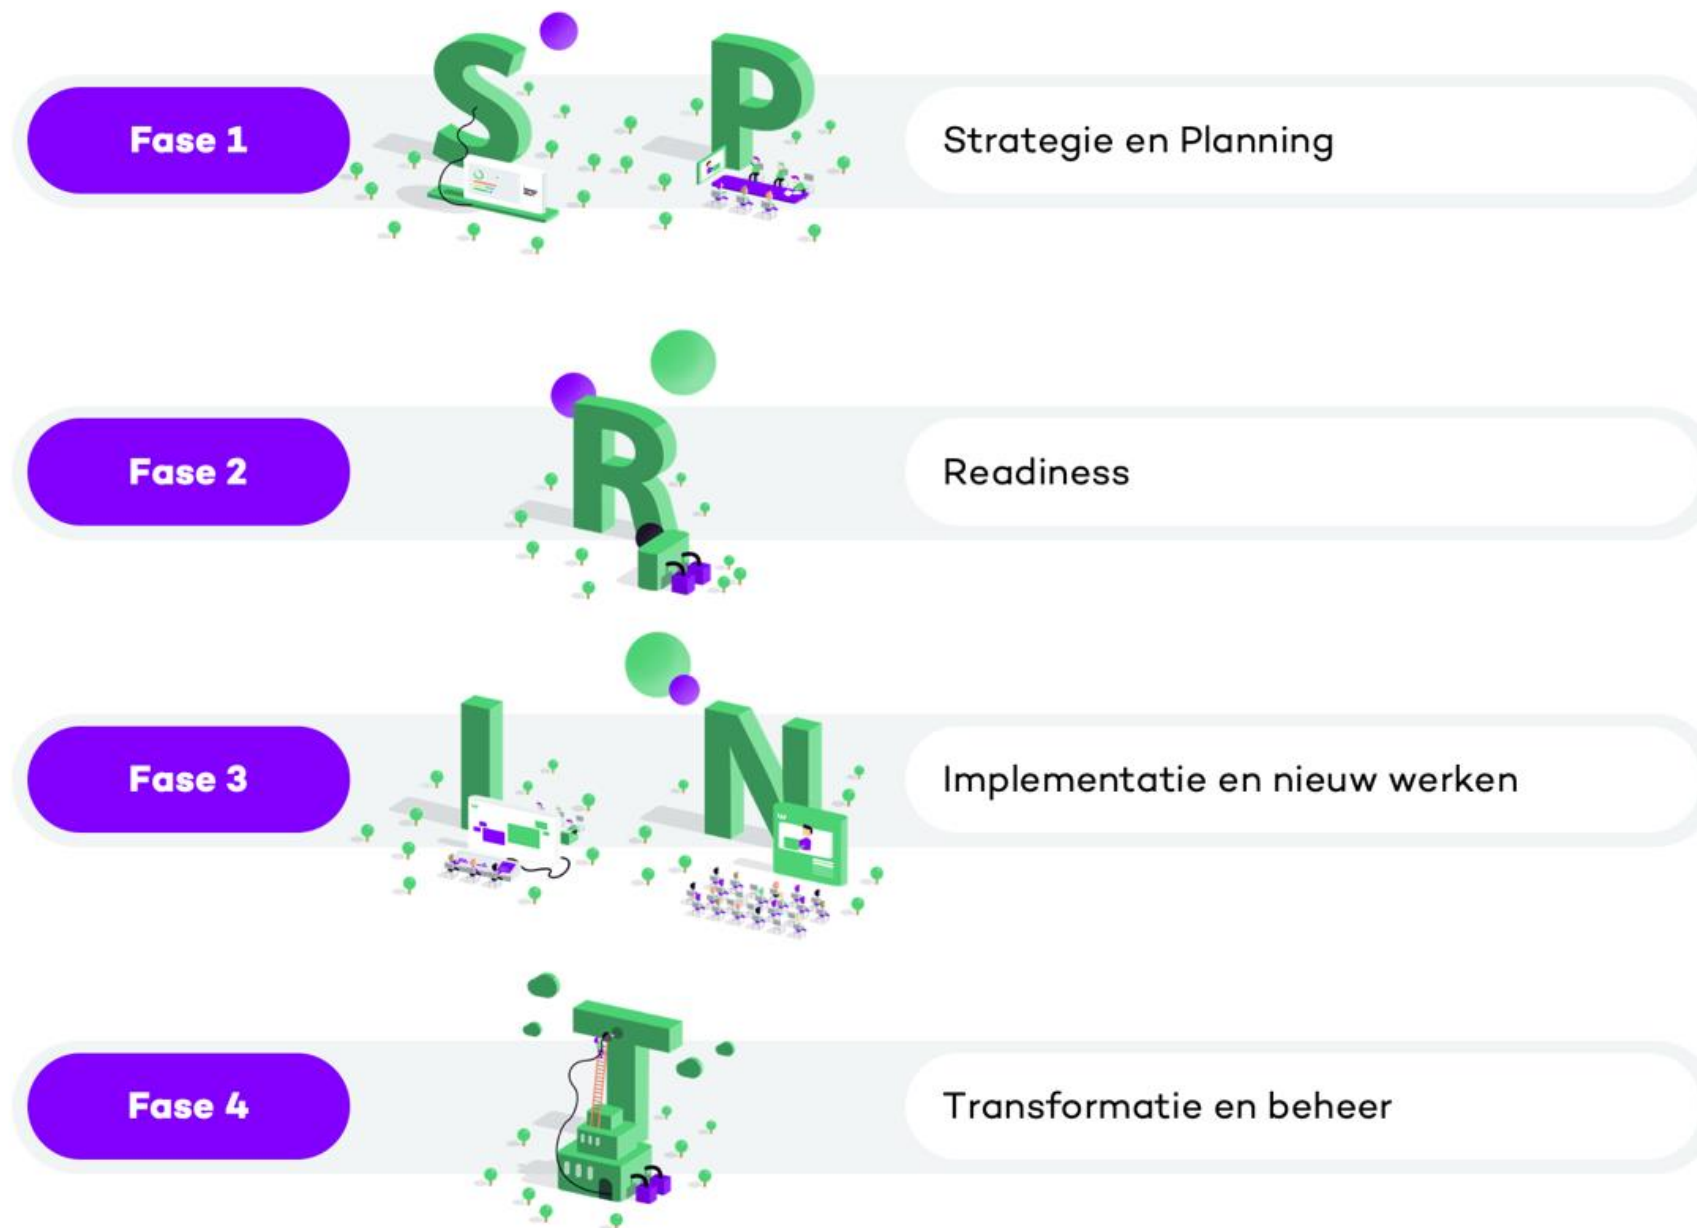 Fase 1
S P
Strategie en Planning
Fase 2
R
Readiness
Fase 3
I N
Implementatie en nieuw werken
Fase 4
T
Transformatie en beheer